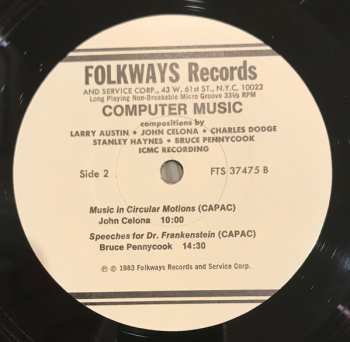 FOLKWAYS Records
AND SERVICE CORP., 43 W. 61st ST., N.Y.C. 10022
Long Playing Non-Breakable Micro Groove 33⅓ RPM
COMPUTER MUSIC
compositions by
LARRY AUSTIN • JOHN CELONA • CHARLES DODGE
STANLEY HAYNES • BRUCE PENNYCOOK
ICMC RECORDING
Side 2 FTS 37475 B
Music in Circular Motions (CAPAC)
John Celona 10:00
Speeches for Dr. Frankenstein (CAPAC)
Bruce Pennycook 14:30
℗ © 1983 Folkways Records and Service Corp.